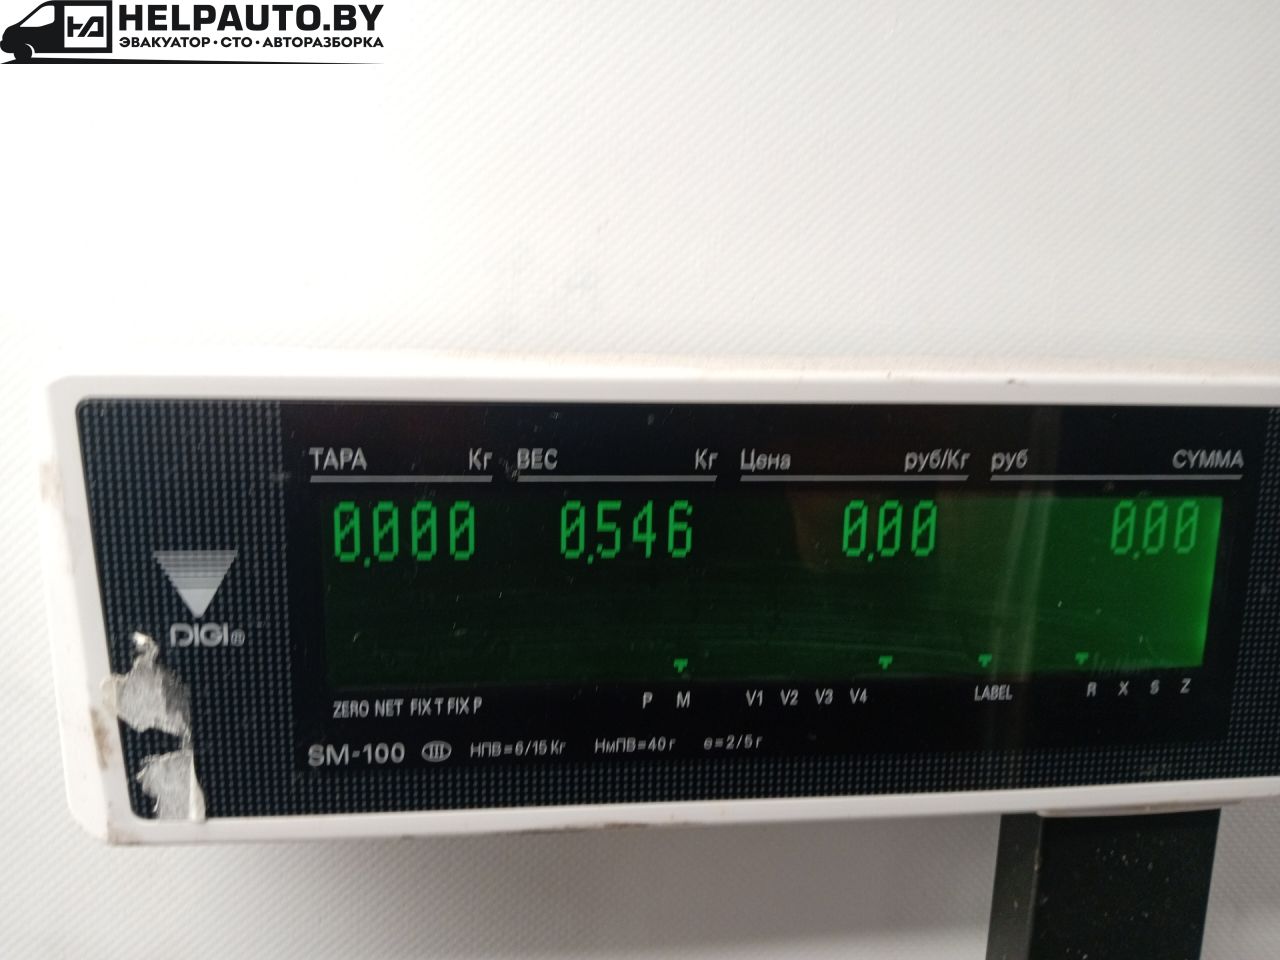 HELPAUTO.BY
ЭВАКУАТОР · СТО · АВТОРАЗБОРКА
ТАРА Кг ВЕС Кг Цена руб/Кг руб СУММА
0.000 0.546 0.00 0.00
DIGI®
ZERO NET FIX T FIX P P M V1 V2 V3 V4 LABEL R X S Z
SM-100 III НПВ=6/15 Кг НмПВ=40 г e=2/5 г